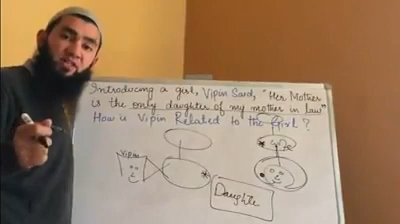 Introducing a girl, Vipin Said, "Her Mother
is the only daughter of my mother in law"
How is Vipin Related to the Girl?
Vipin
Daughte